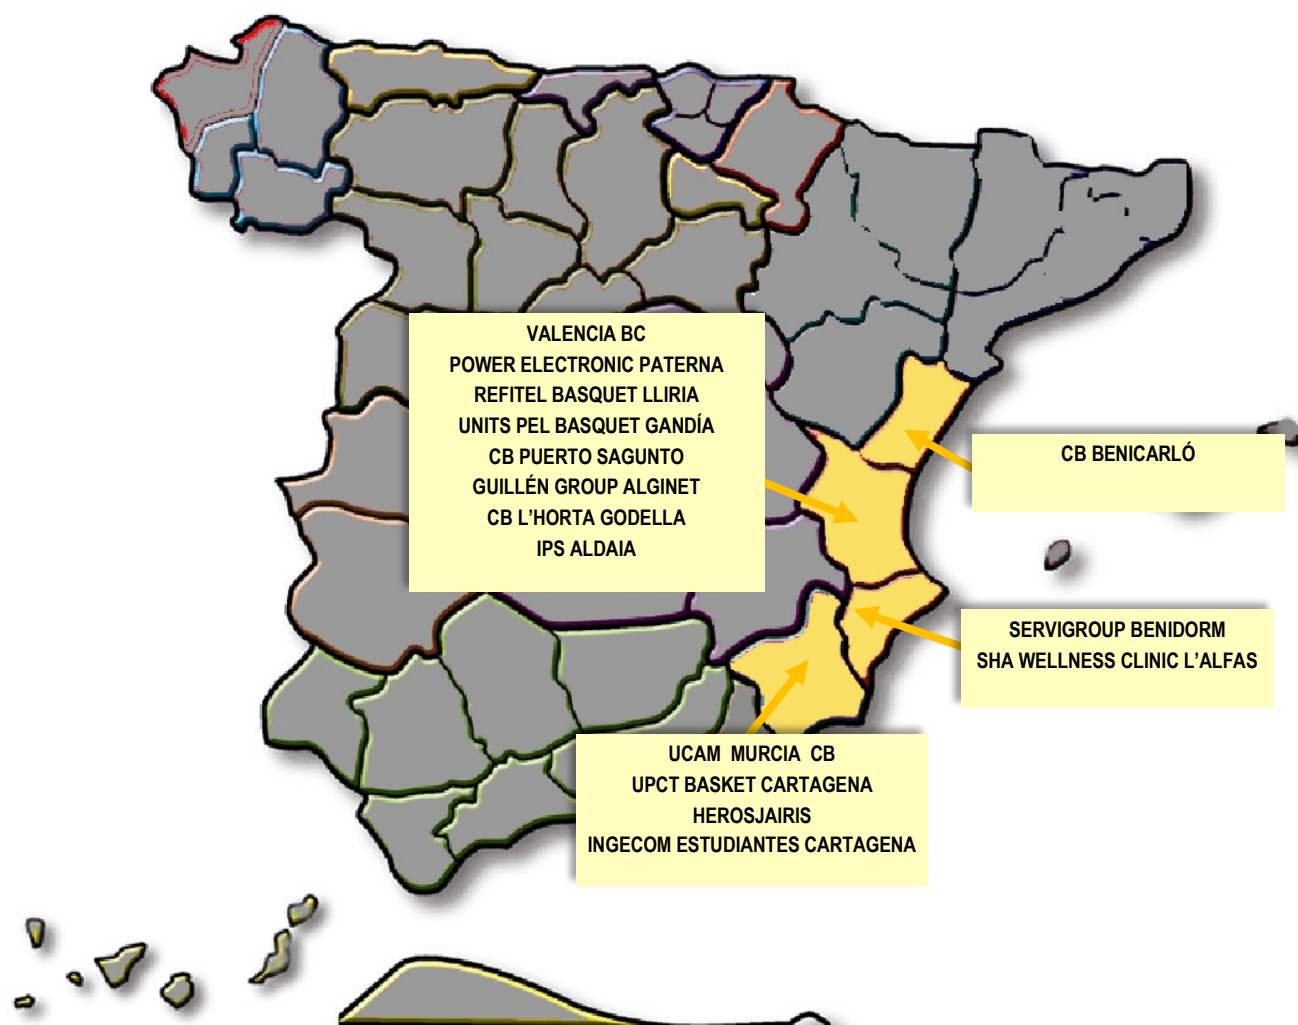 VALENCIA BC
POWER ELECTRONIC PATERNA
REFITEL BASQUET LLIRIA
UNITS PEL BASQUET GANDÍA
CB PUERTO SAGUNTO
GUILLÉN GROUP ALGINET
CB L’HORTA GODELLA
IPS ALDAIA
CB BENICARLÓ
SERVIGROUP BENIDORM
SHA WELLNESS CLINIC L’ALFAS
UCAM MURCIA CB
UPCT BASKET CARTAGENA
HEROSJAIRIS
INGECOM ESTUDIANTES CARTAGENA